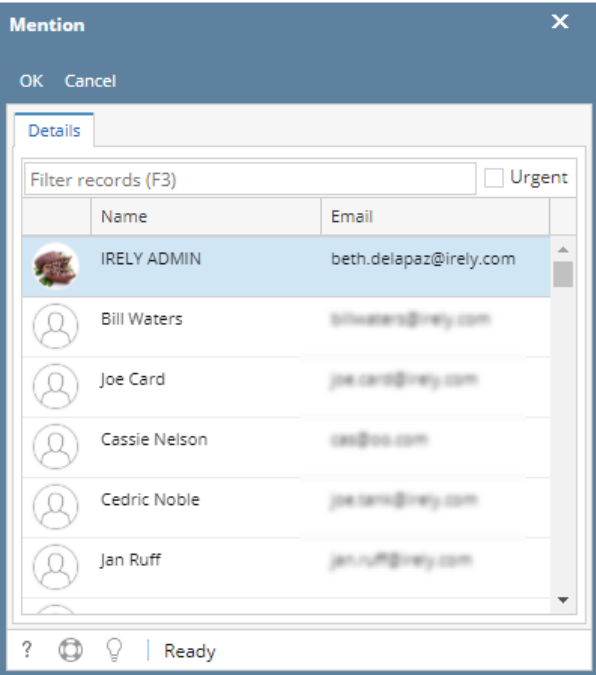 Mention
OK Cancel
Details
Filter records (F3) Urgent
Name Email
IRELY ADMIN beth.delapaz@irely.com
Bill Waters
Joe Card
Cassie Nelson
Cedric Noble
Jan Ruff
? Ready